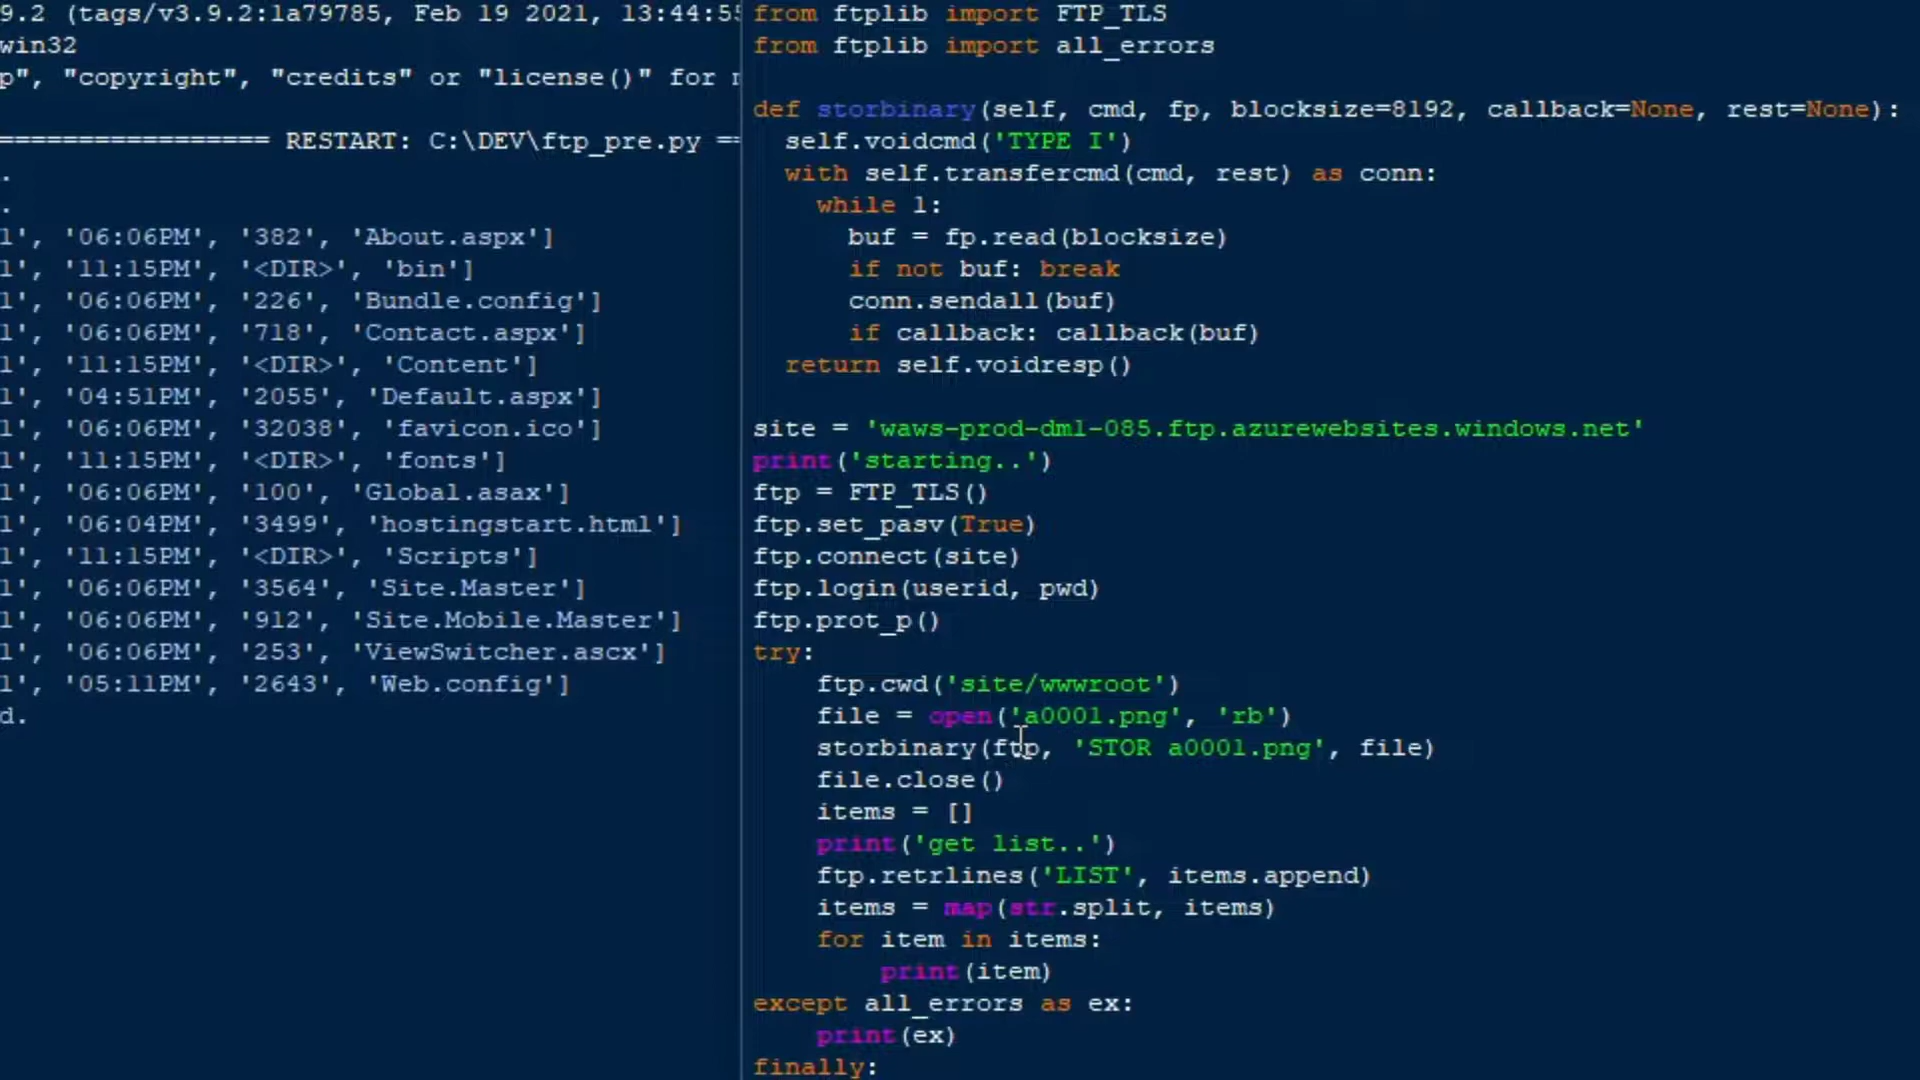 9.2 (tags/v3.9.2:1a79785, Feb 19 2021, 13:44:55
win32
p", "copyright", "credits" or "license()" for
================= RESTART: C:\DEV\ftp_pre.py ==
.
.
1', '06:06PM', '382', 'About.aspx']
1', '11:15PM', '<DIR>', 'bin']
1', '06:06PM', '226', 'Bundle.config']
1', '06:06PM', '718', 'Contact.aspx']
1', '11:15PM', '<DIR>', 'Content']
1', '04:51PM', '2055', 'Default.aspx']
1', '06:06PM', '32038', 'favicon.ico']
1', '11:15PM', '<DIR>', 'fonts']
1', '06:06PM', '100', 'Global.asax']
1', '06:04PM', '3499', 'hostingstart.html']
1', '11:15PM', '<DIR>', 'Scripts']
1', '06:06PM', '3564', 'Site.Master']
1', '06:06PM', '912', 'Site.Mobile.Master']
1', '06:06PM', '253', 'ViewSwitcher.ascx']
1', '05:11PM', '2643', 'Web.config']
d.
from ftplib import FTP_TLS
from ftplib import all_errors
def storbinary(self, cmd, fp, blocksize=8192, callback=None, rest=None):
self.voidcmd('TYPE I')
with self.transfercmd(cmd, rest) as conn:
while 1:
buf = fp.read(blocksize)
if not buf: break
conn.sendall(buf)
if callback: callback(buf)
return self.voidresp()
site = 'waws-prod-dm1-085.ftp.azurewebsites.windows.net'
print('starting..')
ftp = FTP_TLS()
ftp.set_pasv(True)
ftp.connect(site)
ftp.login(userid, pwd)
ftp.prot_p()
try:
ftp.cwd('site/wwwroot')
file = open('a0001.png', 'rb')
storbinary(ftp, 'STOR a0001.png', file)
file.close()
items = []
print('get list..')
ftp.retrlines('LIST', items.append)
items = map(str.split, items)
for item in items:
print(item)
except all_errors as ex:
print(ex)
finally: